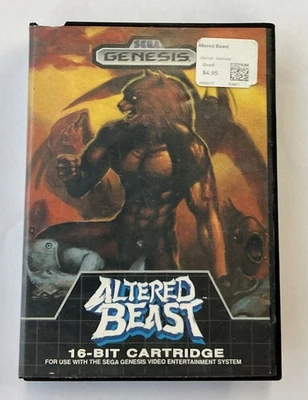 SEGA
GENESIS
Altered Beast
Used
$4.95
ALTERED
BEAST
16-BIT CARTRIDGE
FOR USE WITH THE SEGA GENESIS VIDEO ENTERTAINMENT SYSTEM